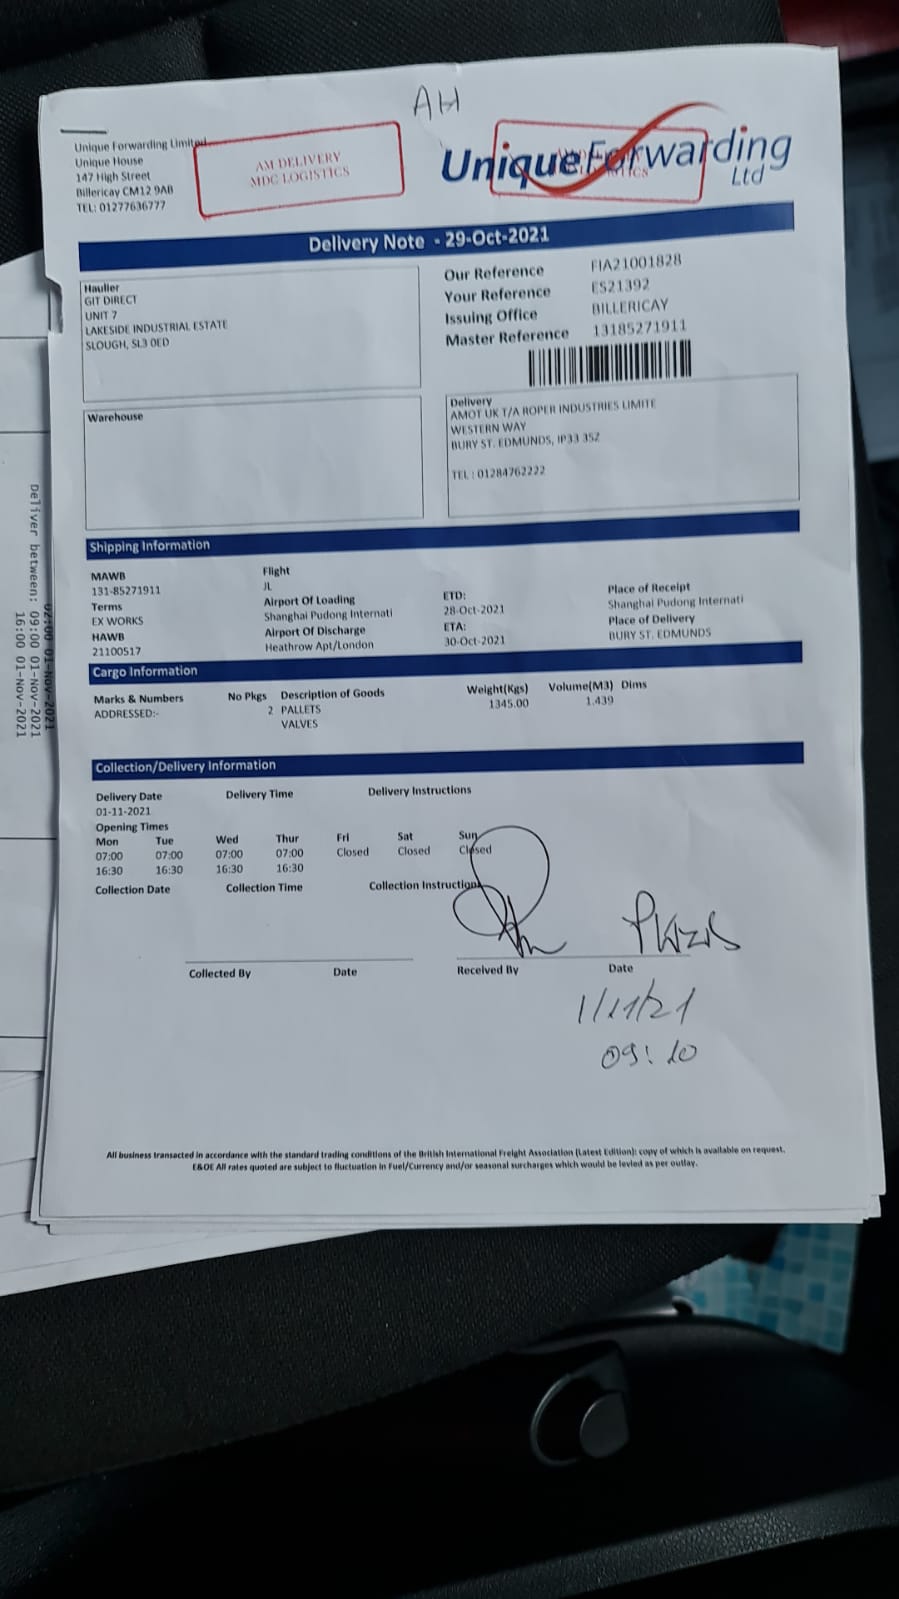 AH
Unique Forwarding Limited
Unique House
147 High Street
Billericay CM12 9AB
TEL: 01277636777
AM DELIVERY
MDC LOGISTICS
UniqueForwarding
Ltd
Delivery Note - 29-Oct-2021
Haulier
GIT DIRECT
UNIT 7
LAKESIDE INDUSTRIAL ESTATE
SLOUGH, SL3 0ED
Our Reference FIA21001828
Your Reference ES21392
Issuing Office BILLERICAY
Master Reference 13185271911
Warehouse
Delivery
AMOT UK T/A ROPER INDUSTRIES LIMITE
WESTERN WAY
BURY ST. EDMUNDS, IP33 3SZ
TEL : 01284762222
Shipping Information
MAWB
131-85271911
Terms
EX WORKS
HAWB
21100517
Flight
JL
Airport Of Loading
Shanghai Pudong Internati
Airport Of Discharge
Heathrow Apt/London
ETD:
28-Oct-2021
ETA:
30-Oct-2021
Place of Receipt
Shanghai Pudong Internati
Place of Delivery
BURY ST. EDMUNDS
Cargo Information
Marks & Numbers No Pkgs Description of Goods Weight(Kgs) Volume(M3) Dims
ADDRESSED:- 2 PALLETS 1345.00 1.439
VALVES
Collection/Delivery Information
Delivery Date Delivery Time Delivery Instructions
01-11-2021
Opening Times
Mon Tue Wed Thur Fri Sat Sun
07:00 07:00 07:00 07:00 Closed Closed Closed
16:30 16:30 16:30 16:30
Collection Date Collection Time Collection Instruction
Collected By Date Received By Date
1/11/21
09:10
All business transacted in accordance with the standard trading conditions of the British International Freight Association (Latest Edition): copy of which is available on request.
E&OE All rates quoted are subject to fluctuation in Fuel/Currency and/or seasonal surcharges which would be levied as per outlay.
01-Nov-2021
Deliver between: 09:00 01-Nov-2021
16:00 01-Nov-2021